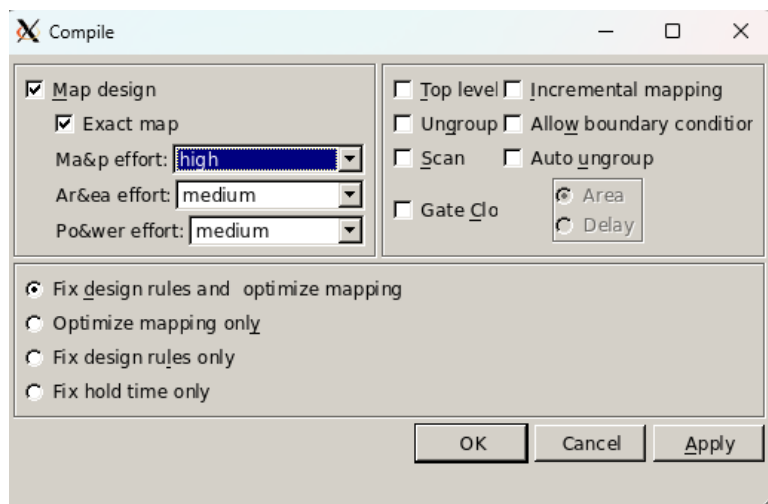 Compile
Map design
Exact map
Ma&p effort: high
Ar&ea effort: medium
Po&wer effort: medium
Top level Incremental mapping
Ungroup Allow boundary condition
Scan Auto ungroup
Gate Clo
Area
Delay
Fix design rules and optimize mapping
Optimize mapping only
Fix design rules only
Fix hold time only
OK Cancel Apply